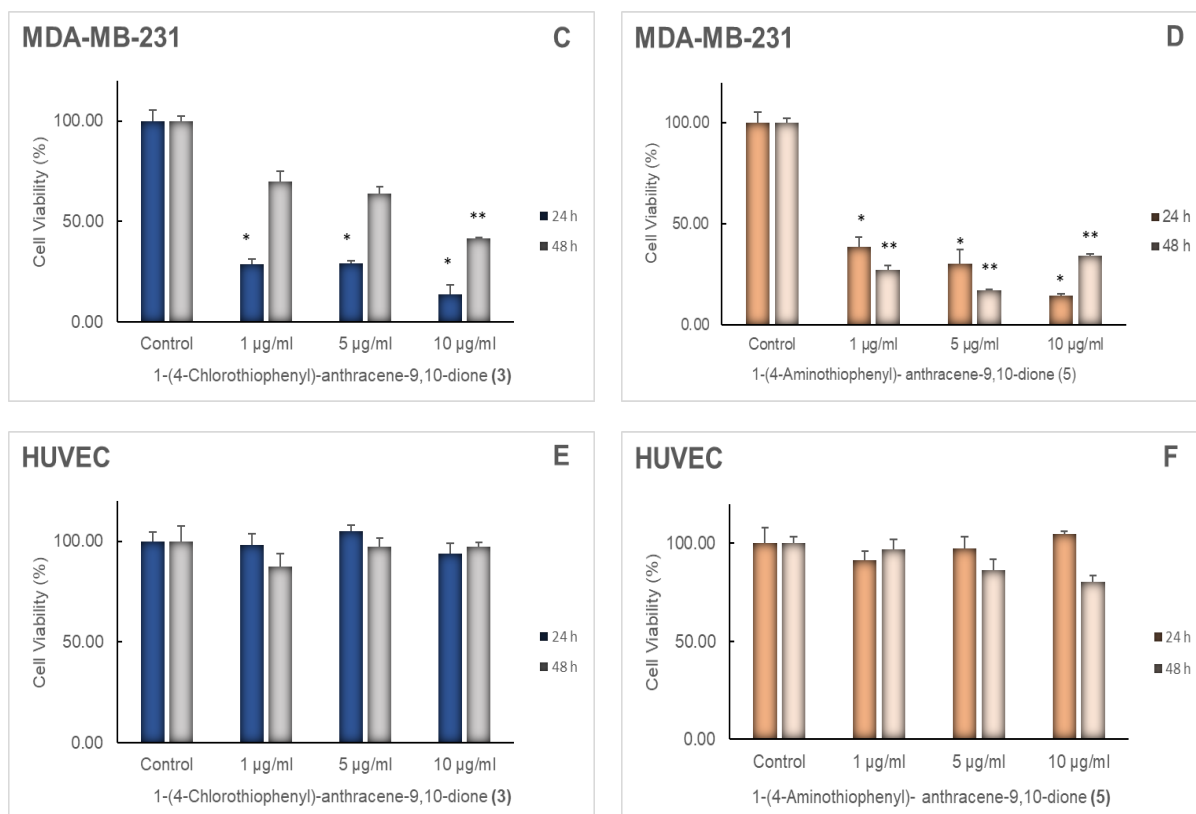 MDA-MB-231
C
Cell Viability (%)
100.00
50.00
0.00
*
*
*
**
24 h
48 h
Control
1 µg/ml
5 µg/ml
10 µg/ml
1-(4-Chlorothiophenyl)-anthracene-9,10-dione (3)
MDA-MB-231
D
Cell Viability (%)
100.00
50.00
0.00
*
**
*
**
*
**
24 h
48 h
Control
1 µg/ml
5 µg/ml
10 µg/ml
1-(4-Aminothiophenyl)- anthracene-9,10-dione (5)
HUVEC
E
Cell Viability (%)
100.00
50.00
0.00
24 h
48 h
Control
1 µg/ml
5 µg/ml
10 µg/ml
1-(4-Chlorothiophenyl)-anthracene-9,10-dione (3)
HUVEC
F
Cell Viability (%)
100.00
50.00
0.00
24 h
48 h
Control
1 µg/ml
5 µg/ml
10 µg/ml
1-(4-Aminothiophenyl)- anthracene-9,10-dione (5)